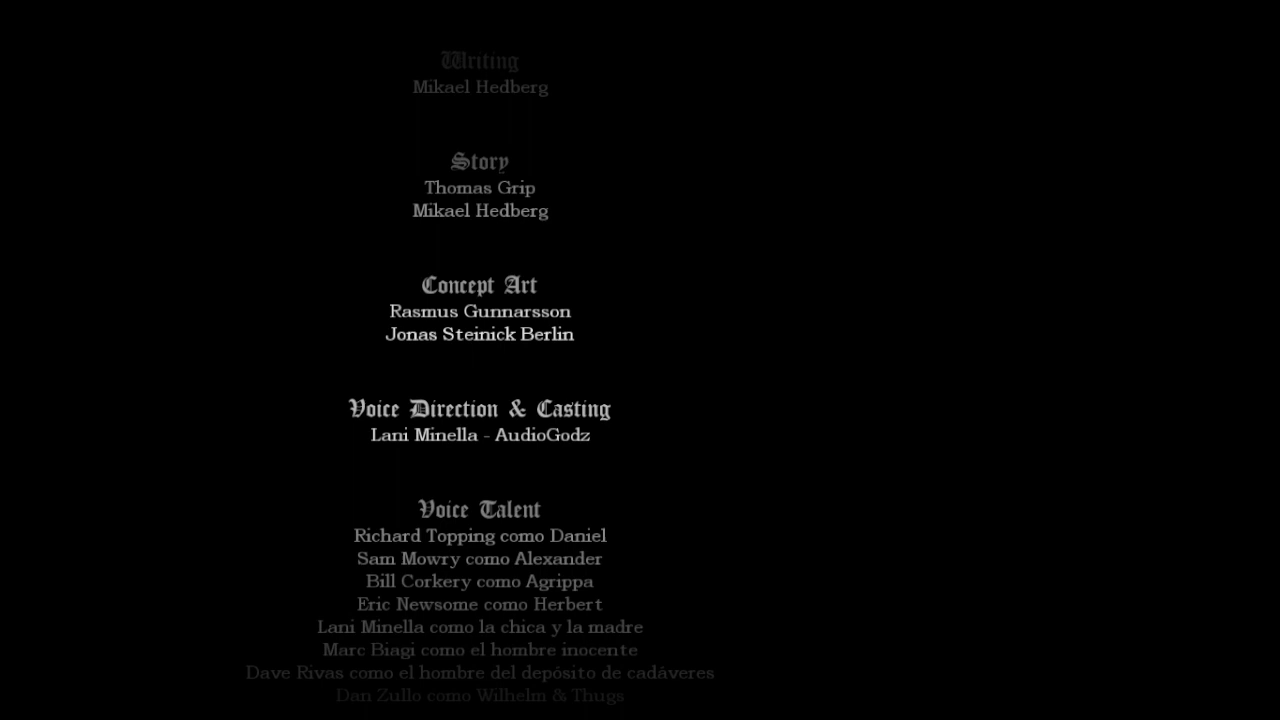 Writing
Mikael Hedberg
Story
Thomas Grip
Mikael Hedberg
Concept Art
Rasmus Gunnarsson
Jonas Steinick Berlin
Voice Direction & Casting
Lani Minella - AudioGodz
Voice Talent
Richard Topping como Daniel
Sam Mowry como Alexander
Bill Corkery como Agrippa
Eric Newsome como Herbert
Lani Minella como la chica y la madre
Marc Biagi como el hombre inocente
Dave Rivas como el hombre del depósito de cadáveres
Dan Zullo como Wilhelm & Thugs